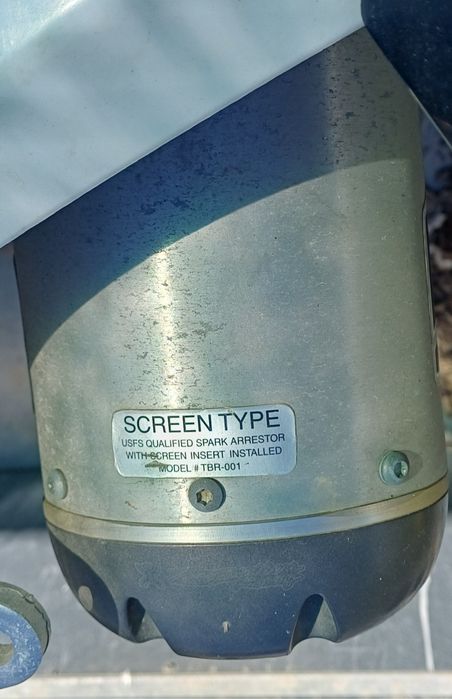 SCREEN TYPE
USFS QUALIFIED SPARK ARRESTOR
WITH SCREEN INSERT INSTALLED
MODEL # TBR-001